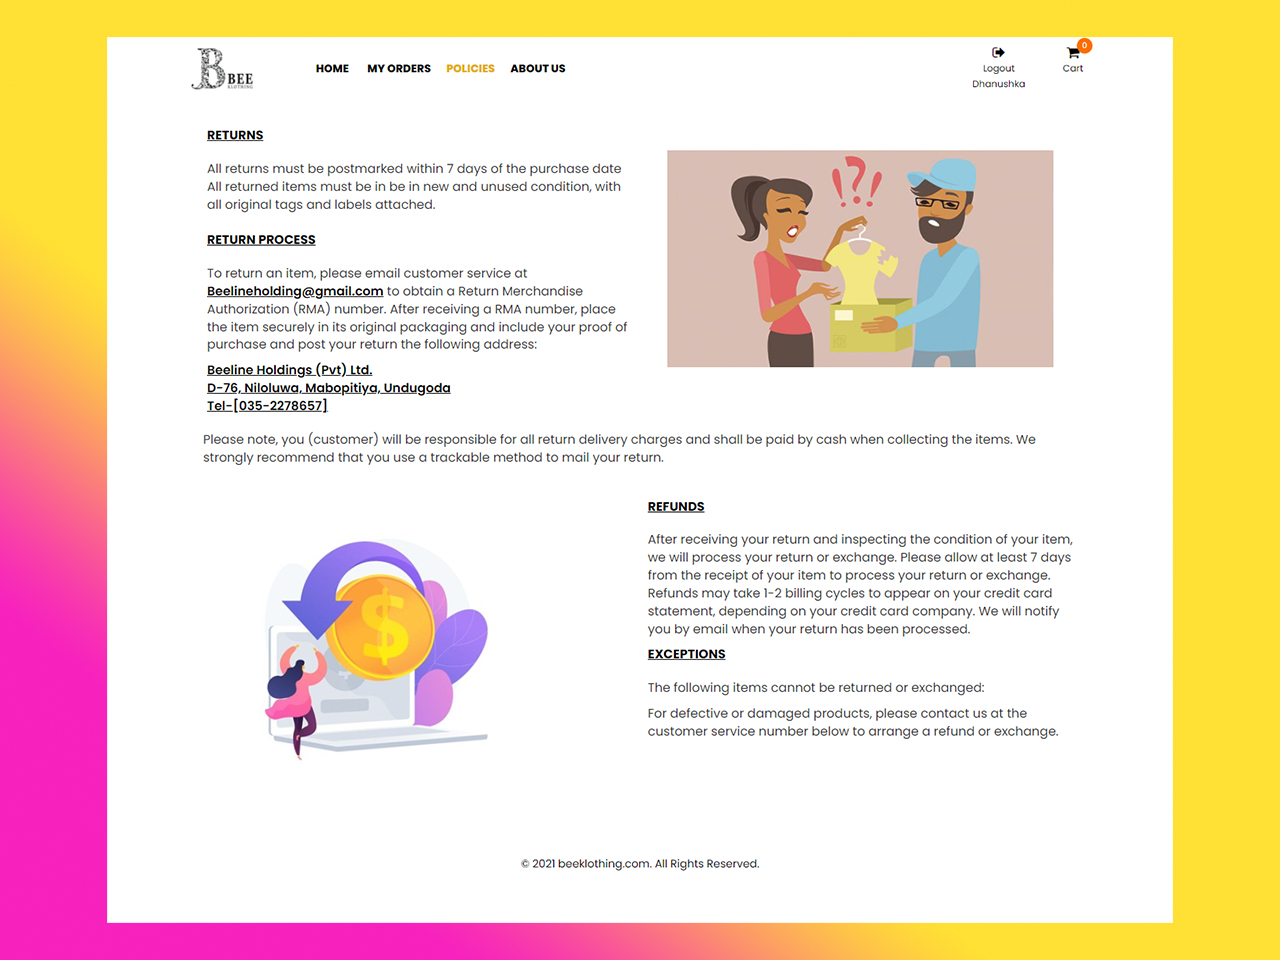 B BEE
KLOTHING
HOME MY ORDERS POLICIES ABOUT US
0
Logout Cart
Dhanushka
RETURNS
All returns must be postmarked within 7 days of the purchase date
All returned items must be in be in new and unused condition, with
all original tags and labels attached.
RETURN PROCESS
To return an item, please email customer service at
Beelineholding@gmail.com to obtain a Return Merchandise
Authorization (RMA) number. After receiving a RMA number, place
the item securely in its original packaging and include your proof of
purchase and post your return the following address:
Beeline Holdings (Pvt) Ltd.
D-76, Niloluwa, Mabopitiya, Undugoda
Tel-[035-2278657]
!?!
Please note, you (customer) will be responsible for all return delivery charges and shall be paid by cash when collecting the items. We
strongly recommend that you use a trackable method to mail your return.
$
REFUNDS
After receiving your return and inspecting the condition of your item,
we will process your return or exchange. Please allow at least 7 days
from the receipt of your item to process your return or exchange.
Refunds may take 1-2 billing cycles to appear on your credit card
statement, depending on your credit card company. We will notify
you by email when your return has been processed.
EXCEPTIONS
The following items cannot be returned or exchanged:
For defective or damaged products, please contact us at the
customer service number below to arrange a refund or exchange.
© 2021 beeklothing.com. All Rights Reserved.